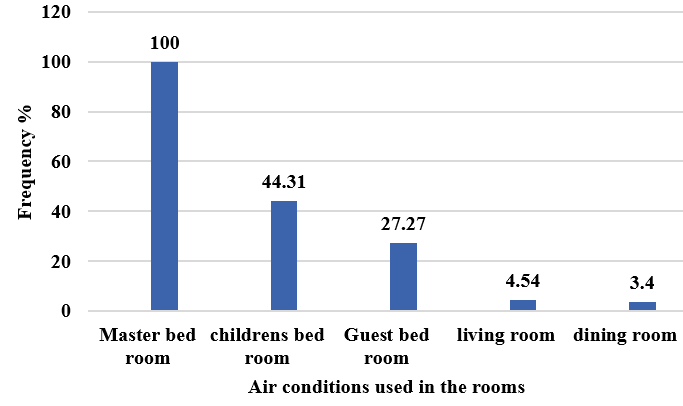 120
100
80
60
40
20
0
Frequency %
100
44.31
27.27
4.54
3.4
Master bed room
childrens bed room
Guest bed room
living room
dining room
Air conditions used in the rooms